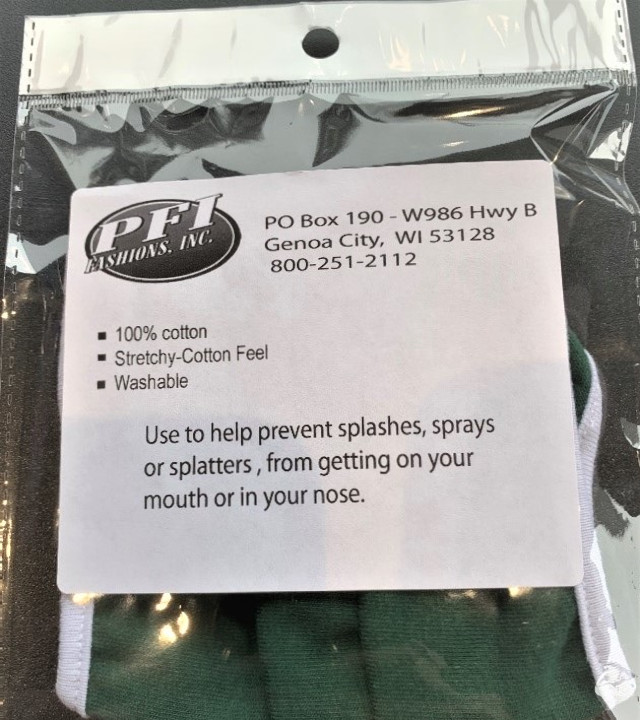 PFI
FASHIONS, INC.
PO Box 190 - W986 Hwy B
Genoa City, WI 53128
800-251-2112
▪ 100% cotton
▪ Stretchy-Cotton Feel
▪ Washable
Use to help prevent splashes, sprays
or splatters , from getting on your
mouth or in your nose.